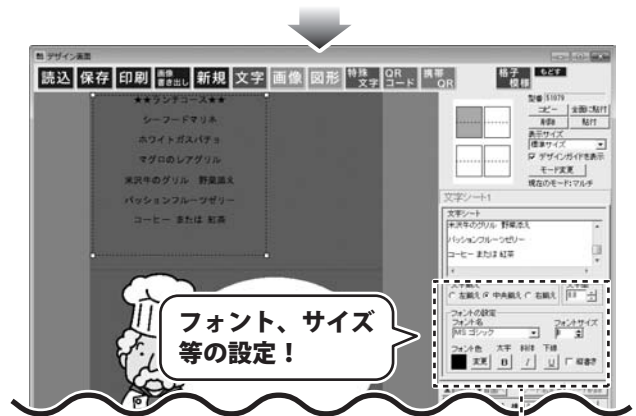 デザイン画面
読込 保存 印刷 画像書き出し 新規 文字 画像 図形 特殊文字 QRコード 携帯QR 格子模様 もどす
★★ランチコース★★
シーフードマリネ
ホワイトガスパチョ
マグロのレアグリル
米沢牛のグリル 野菜添え
パッションフルーツゼリー
コーヒー または 紅茶
型番 51079
コピー 全面に貼付
削除 貼付
表示サイズ
標準サイズ
デザインガイドを表示
モード変更
現在のモード:マルチ
文字シート1
文字シート
米沢牛のグリル 野菜添え
パッションフルーツゼリー
コーヒー または 紅茶
左揃え 中央揃え 右揃え
フォントの設定
フォント名 フォントサイズ
MS ゴシック
フォント色 太字 斜体 下線
変更 B I U 縦書き
フォント、サイズ
等の設定!